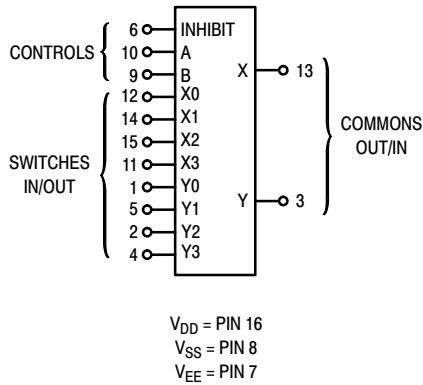 CONTROLS
6 INHIBIT
10 A
9 B
SWITCHES
IN/OUT
12 X0
14 X1
15 X2
11 X3
1 Y0
5 Y1
2 Y2
4 Y3
X 13
Y 3
COMMONS
OUT/IN
VDD = PIN 16
VSS = PIN 8
VEE = PIN 7